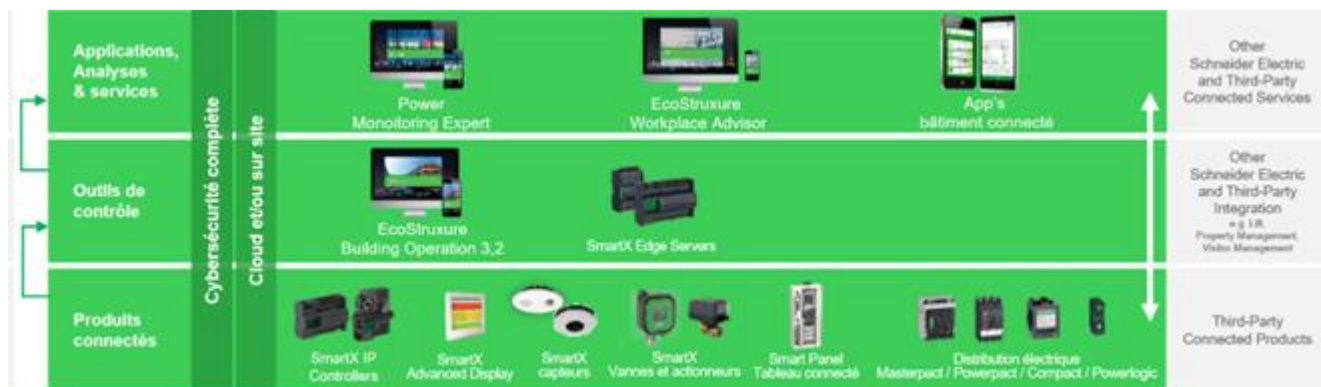 Applications,
Analyses
& services
Cybersécurité complète
Cloud et/ou sur site
Power
Monoitoring Expert
EcoStruxure
Workplace Advisor
App's
bâtiment connecté
Other
Schneider Electric
and Third-Party
Connected Services
Outils de
contrôle
EcoStruxure
Building Operation 3,2
SmartX Edge Servers
Other
Schneider Electric
and Third-Party
Integration
e.g. Lift,
Property Management,
Visitor Management
Produits
connectés
SmartX IP
Controllers
SmartX
Advanced Display
SmartX
capteurs
SmartX
Vannes et actionneurs
Smart Panel
Tableau connecté
Distribution électrique
Masterpact / Powerpact / Compact / Powerlogic
Third-Party
Connected Products